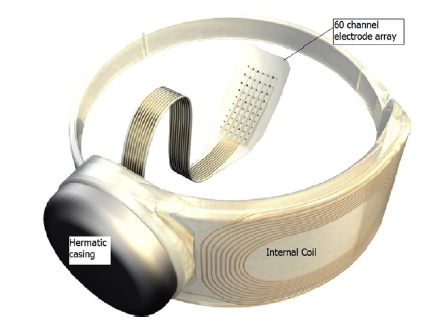 60 channel
electrode array
Hermatic
casing
Internal Coil